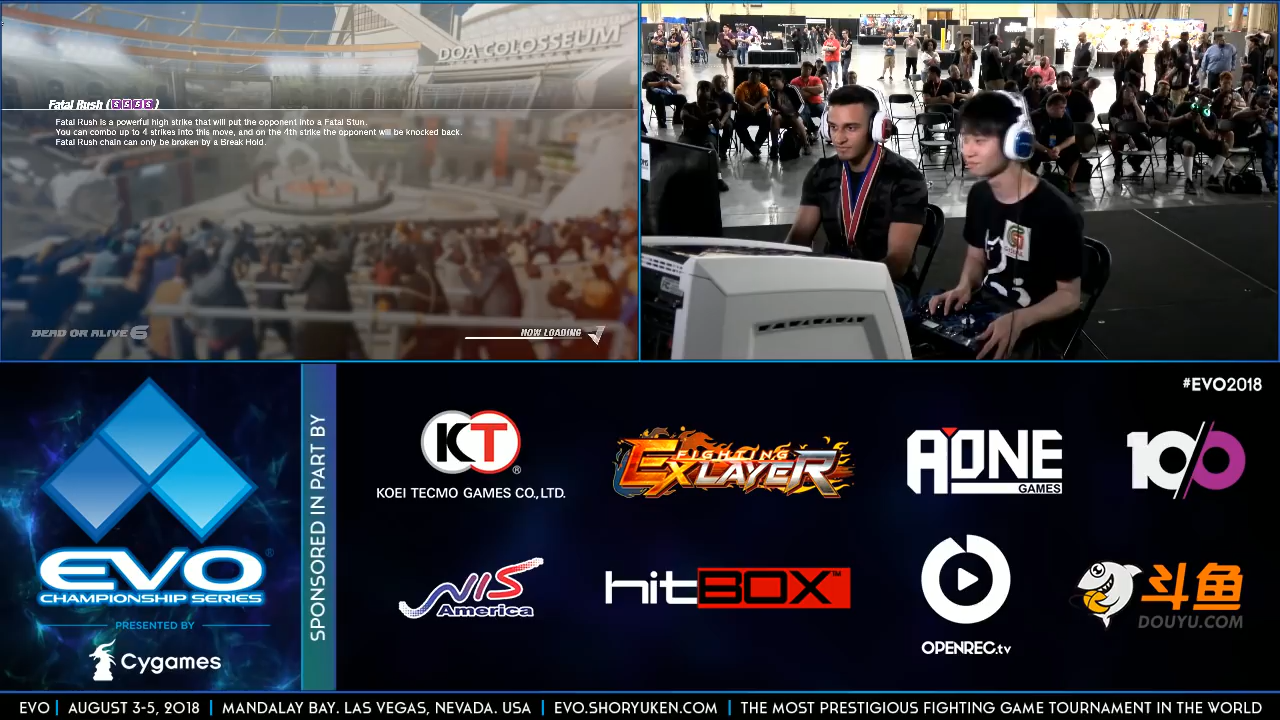 DOA COLOSSEUM
Fatal Rush (S S S S)
Fatal Rush is a powerful high strike that will put the opponent into a Fatal Stun.
You can combo up to 4 strikes into this move, and on the 4th strike the opponent will be knocked back.
Fatal Rush chain can only be broken by a Break Hold.
DEAD OR ALIVE 6
NOW LOADING
#EVO2018
EVO
CHAMPIONSHIP SERIES
PRESENTED BY
Cygames
SPONSORED IN PART BY
KT
KOEI TECMO GAMES CO., LTD.
FIGHTING
EX LAYER
ADNE
GAMES
10/0
NIS
America
hitBOX™
OPENREC.tv
斗鱼
DOUYU.COM
EVO | AUGUST 3-5, 2018 | MANDALAY BAY. LAS VEGAS, NEVADA. USA | EVO.SHORYUKEN.COM | THE MOST PRESTIGIOUS FIGHTING GAME TOURNAMENT IN THE WORLD